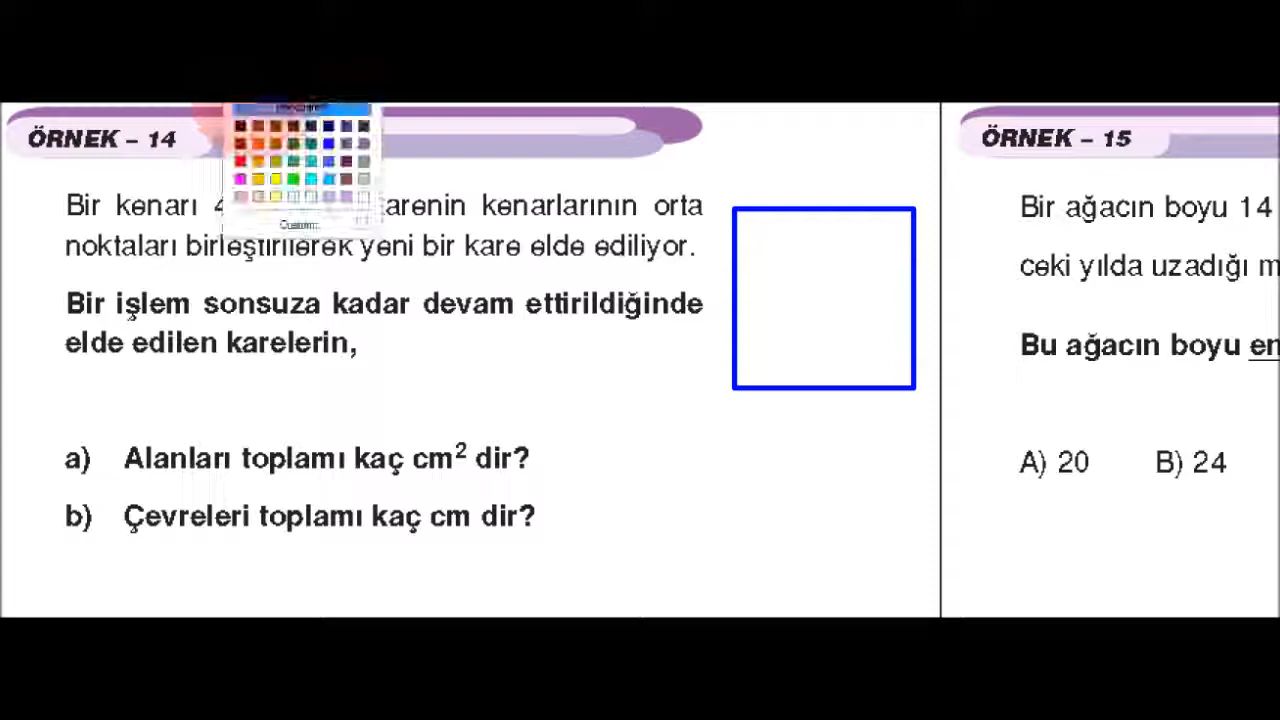 ÖRNEK – 14
Bir kenarı karenin kenarlarının orta
noktaları birleştirilerek yeni bir kare elde ediliyor.
Bir işlem sonsuza kadar devam ettirildiğinde
elde edilen karelerin,
a) Alanları toplamı kaç cm² dir?
b) Çevreleri toplamı kaç cm dir?
ÖRNEK – 15
Bir ağacın boyu 14
ceki yılda uzadığı m
Bu ağacın boyu en
A) 20 B) 24